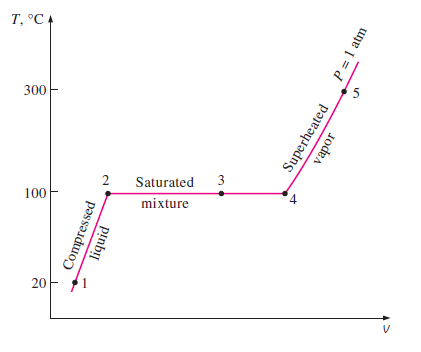 T, °C
P = 1 atm
300
5
Superheated
vapor
2
Saturated
3
100
mixture
4
Compressed
liquid
20
1
v